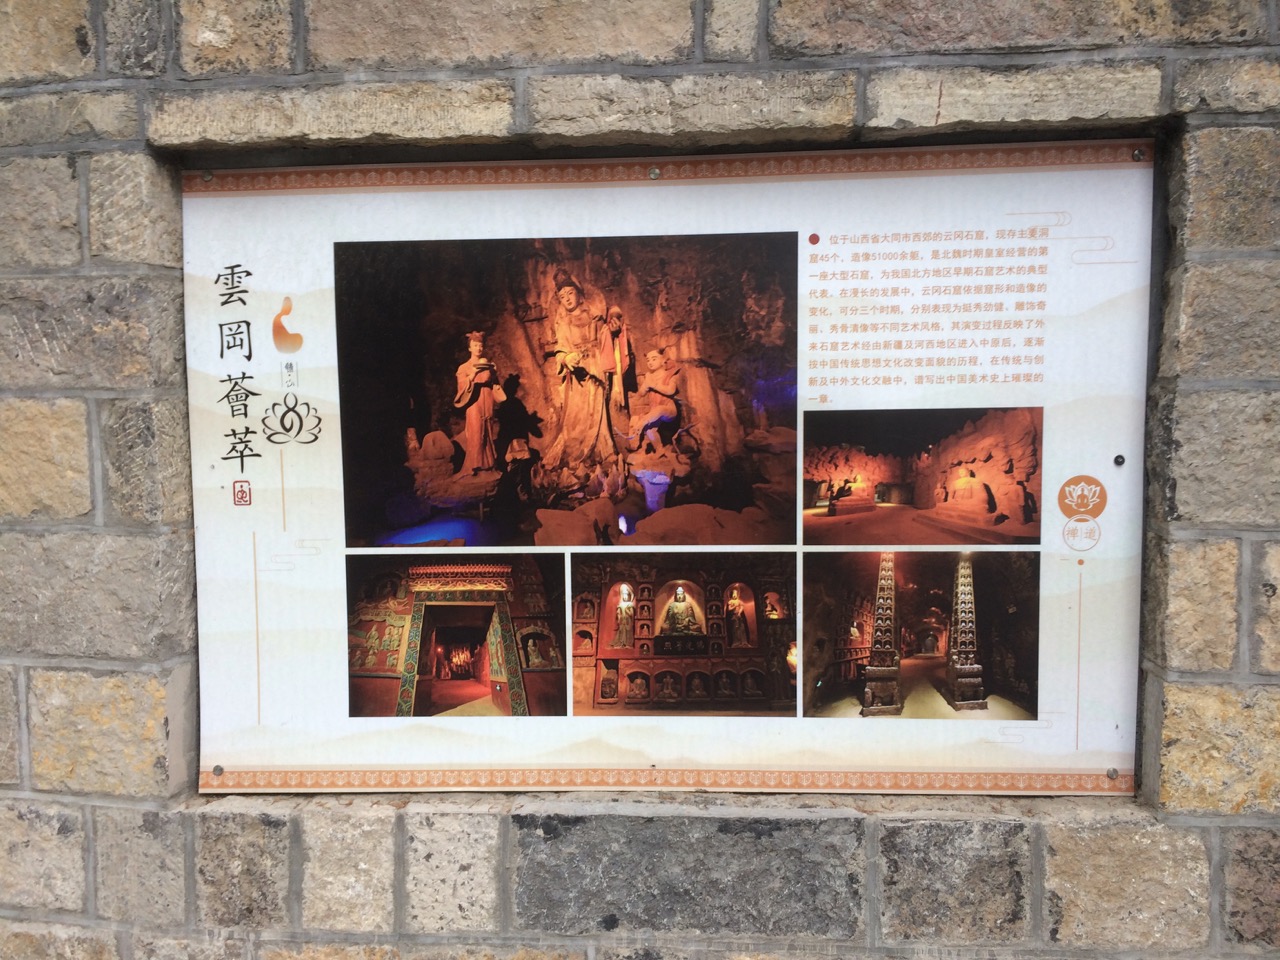 雲岡薈萃
位于山西省大同市西郊的云冈石窟，现存主要洞
窟45个，造像51000余躯，是北魏时期皇室经营的第
一座大型石窟，为我国北方地区早期石窟艺术的典型
代表。在漫长的发展中，云冈石窟依据窟形和造像的
变化，可分三个时期，分别表现为挺秀劲健、雕饰奇
丽、秀骨清像等不同艺术风格，其演变过程反映了外
来石窟艺术经由新疆及河西地区进入中原后，逐渐
按中国传统思想文化改变面貌的历程，在传统与创
新及中外文化交融中，谱写出中国美术史上璀璨的
一章。
禅道